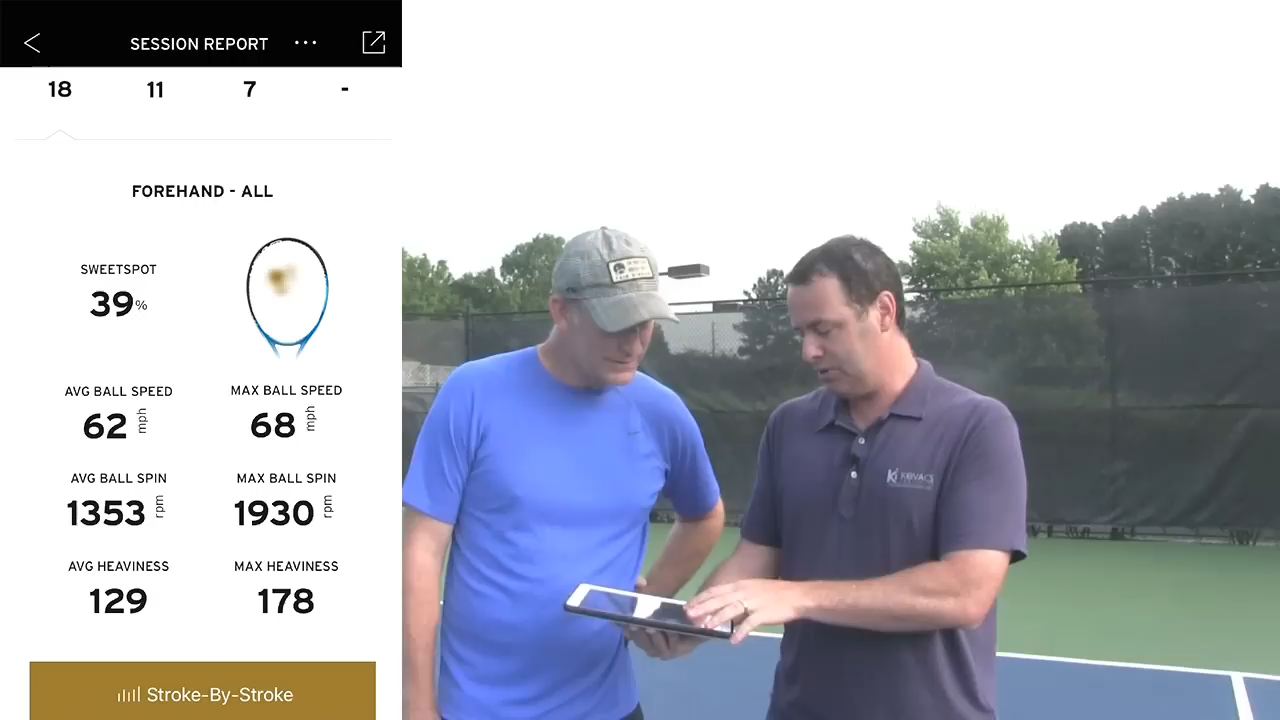 SESSION REPORT
18 11 7 -
FOREHAND - ALL
SWEETSPOT
39%
AVG BALL SPEED MAX BALL SPEED
62 mph 68 mph
AVG BALL SPIN MAX BALL SPIN
1353 rpm 1930 rpm
AVG HEAVINESS MAX HEAVINESS
129 178
Stroke-By-Stroke
KOVACS